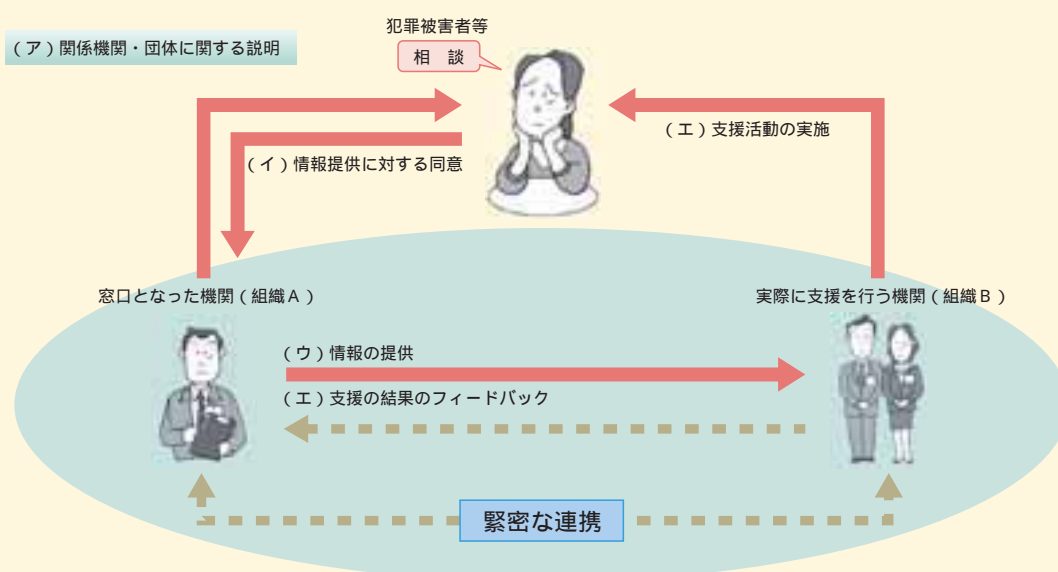 犯罪被害者等
(ア)関係機関・団体に関する説明
相 談
(エ)支援活動の実施
(イ)情報提供に対する同意
窓口となった機関(組織A)
実際に支援を行う機関(組織B)
(ウ)情報の提供
(エ)支援の結果のフィードバック
緊密な連携